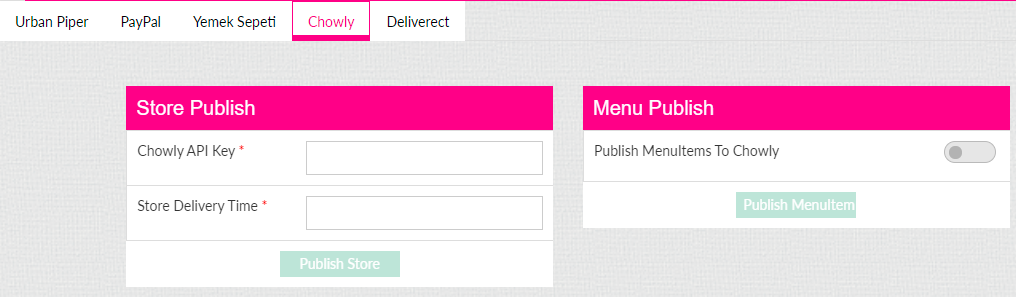 Urban Piper PayPal Yemek Sepeti Chowly Deliverect
Store Publish
Chowly API Key *
Store Delivery Time *
Publish Store
Menu Publish
Publish MenuItems To Chowly
Publish MenuItem